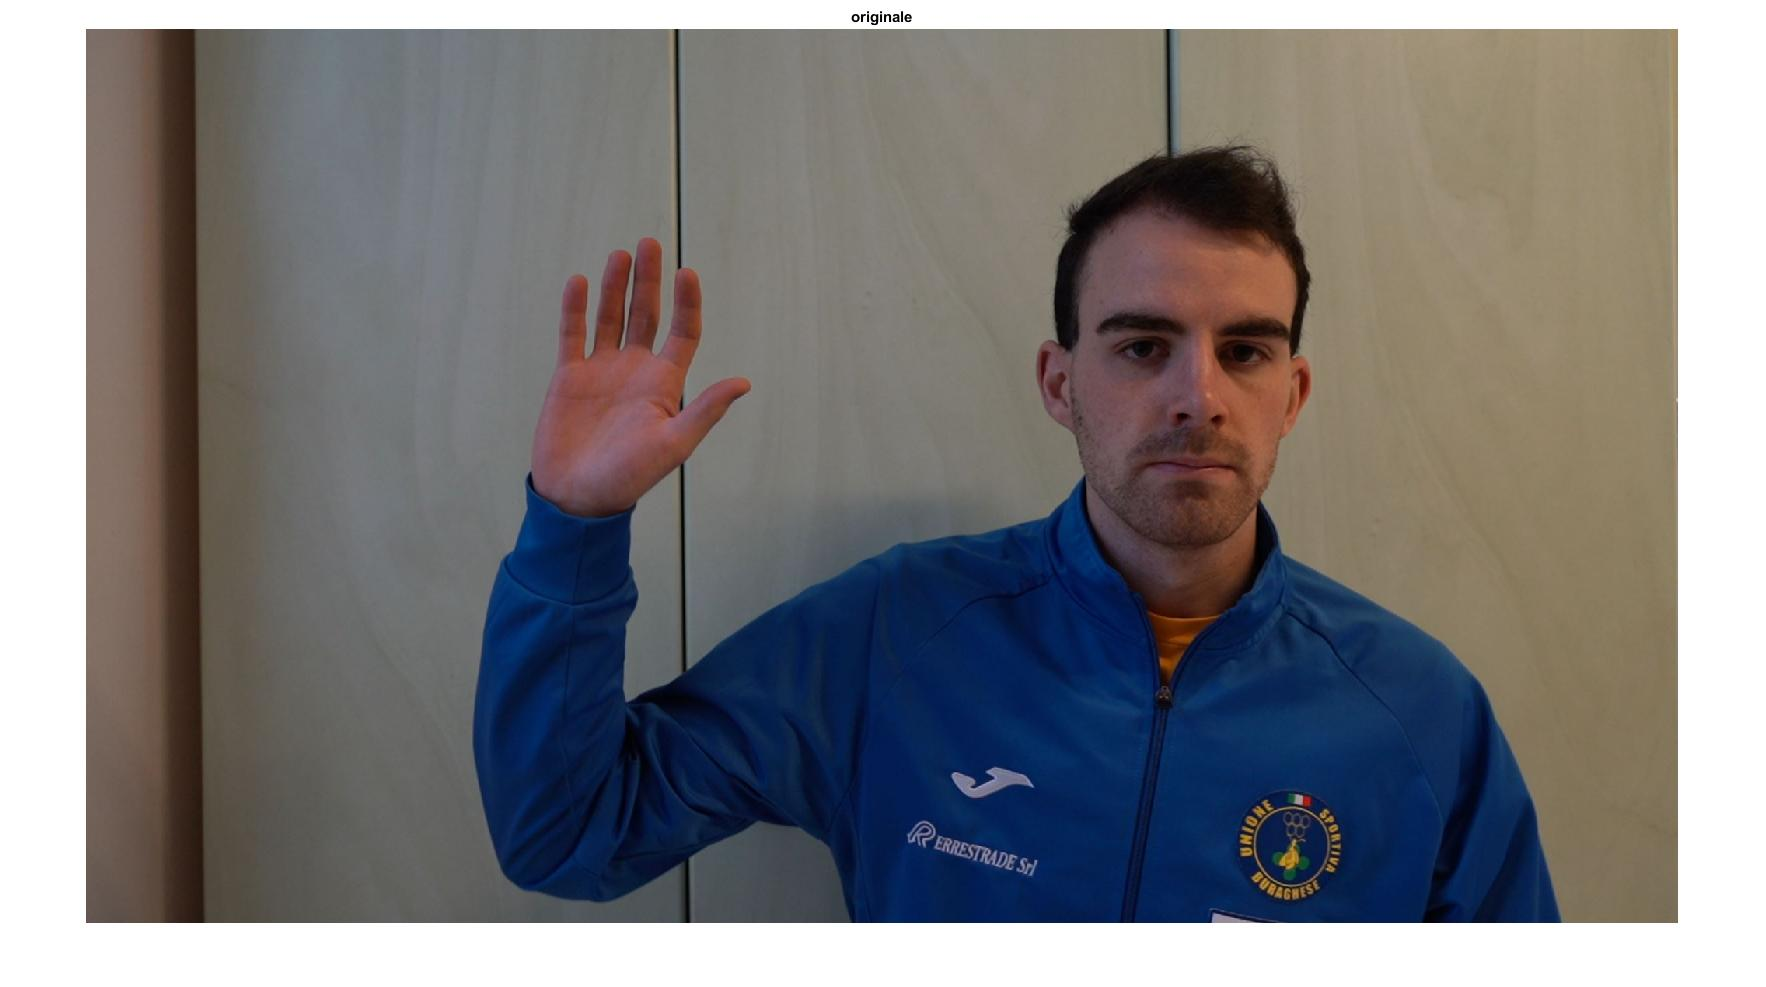 originale
ERRESTRADE Srl
UNIONE SPORTIVA
BURAGHESE